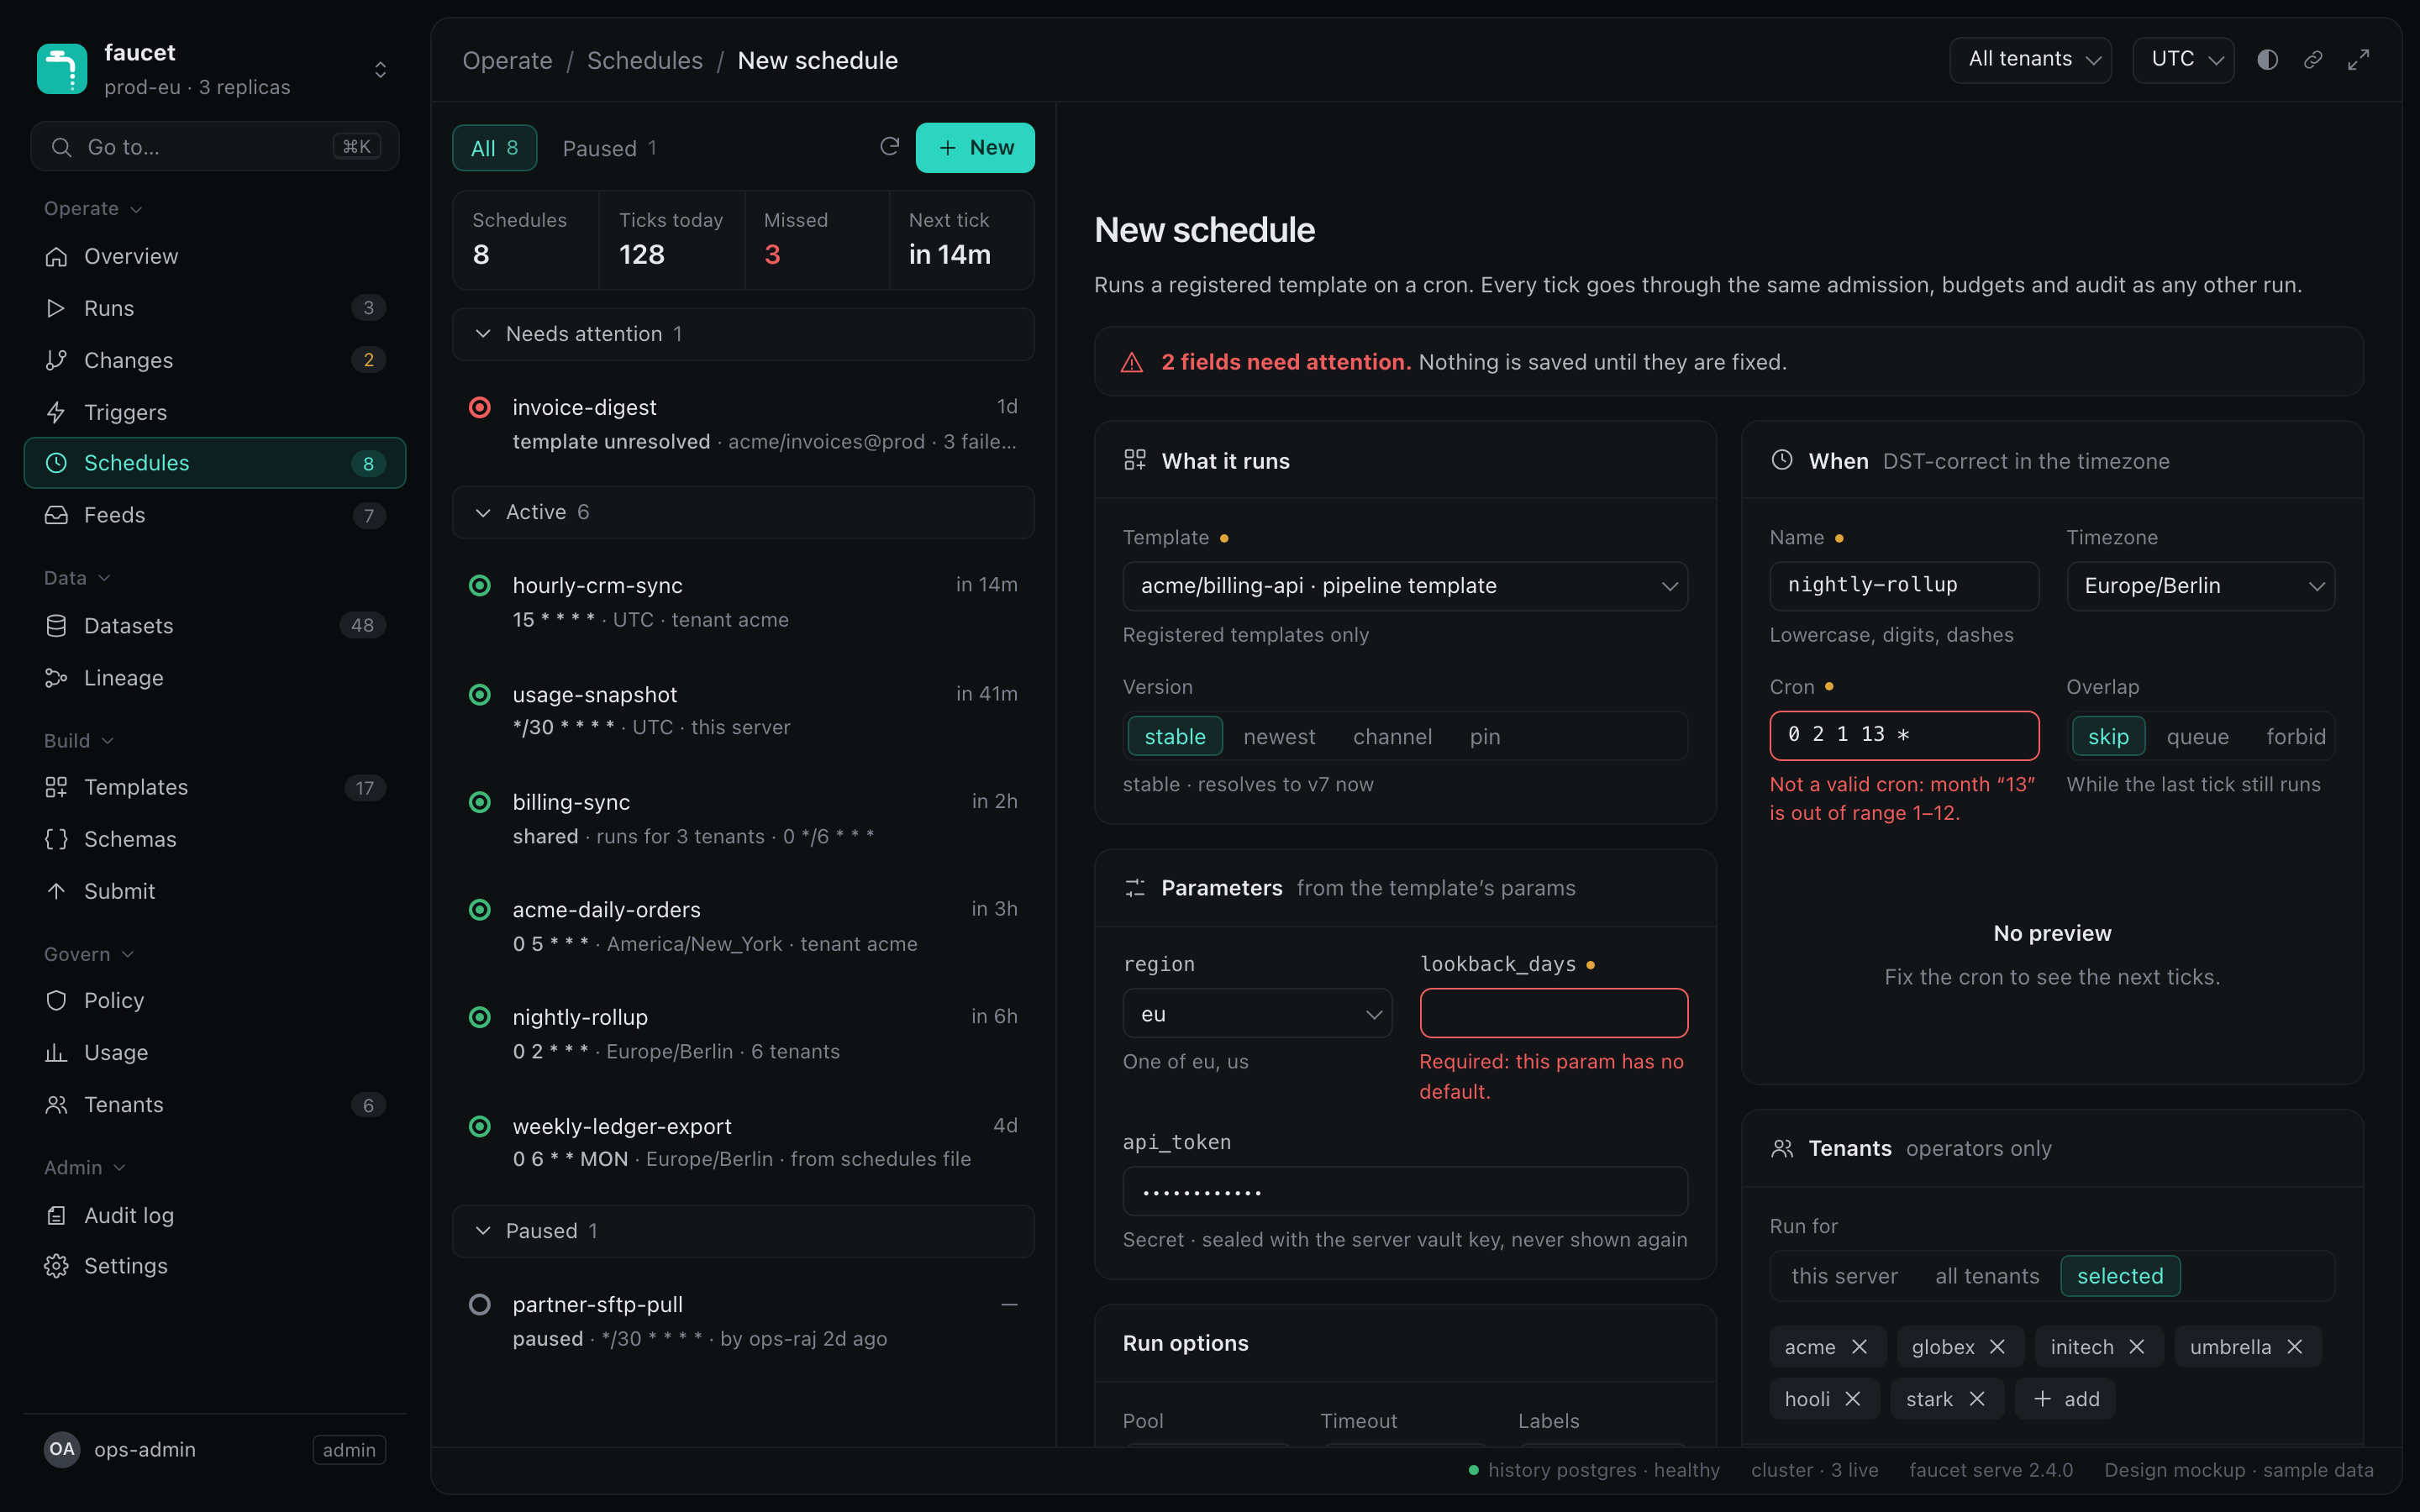 faucet
prod-eu · 3 replicas
Go to...
⌘K
Operate
Overview
Runs 3
Changes 2
Triggers
Schedules 8
Feeds 7
Data
Datasets 48
Lineage
Build
Templates 17
Schemas
Submit
Govern
Policy
Usage
Tenants 6
Admin
Audit log
Settings
OA ops-admin admin
Operate / Schedules / New schedule
All tenants
UTC
All 8
Paused 1
+ New
Schedules
8
Ticks today
128
Missed
3
Next tick
in 14m
Needs attention 1
invoice-digest 1d
template unresolved · acme/invoices@prod · 3 faile...
Active 6
hourly-crm-sync in 14m
15 * * * * · UTC · tenant acme
usage-snapshot in 41m
*/30 * * * * · UTC · this server
billing-sync in 2h
shared · runs for 3 tenants · 0 */6 * * *
acme-daily-orders in 3h
0 5 * * * · America/New_York · tenant acme
nightly-rollup in 6h
0 2 * * * · Europe/Berlin · 6 tenants
weekly-ledger-export 4d
0 6 * * MON · Europe/Berlin · from schedules file
Paused 1
partner-sftp-pull —
paused · */30 * * * * · by ops-raj 2d ago
New schedule
Runs a registered template on a cron. Every tick goes through the same admission, budgets and audit as any other run.
2 fields need attention. Nothing is saved until they are fixed.
What it runs
Template
acme/billing-api · pipeline template
Registered templates only
Version
stable newest channel pin
stable · resolves to v7 now
Parameters from the template’s params
region
eu
One of eu, us
lookback_days
Required: this param has no
default.
api_token
••••••••••••
Secret · sealed with the server vault key, never shown again
Run options
Pool Timeout Labels
When DST-correct in the timezone
Name
nightly-rollup
Lowercase, digits, dashes
Timezone
Europe/Berlin
Cron
0 2 1 13 *
Not a valid cron: month “13”
is out of range 1–12.
Overlap
skip queue forbid
While the last tick still runs
No preview
Fix the cron to see the next ticks.
Tenants operators only
Run for
this server all tenants selected
acme globex initech umbrella
hooli stark + add
history postgres · healthy cluster · 3 live faucet serve 2.4.0 Design mockup · sample data